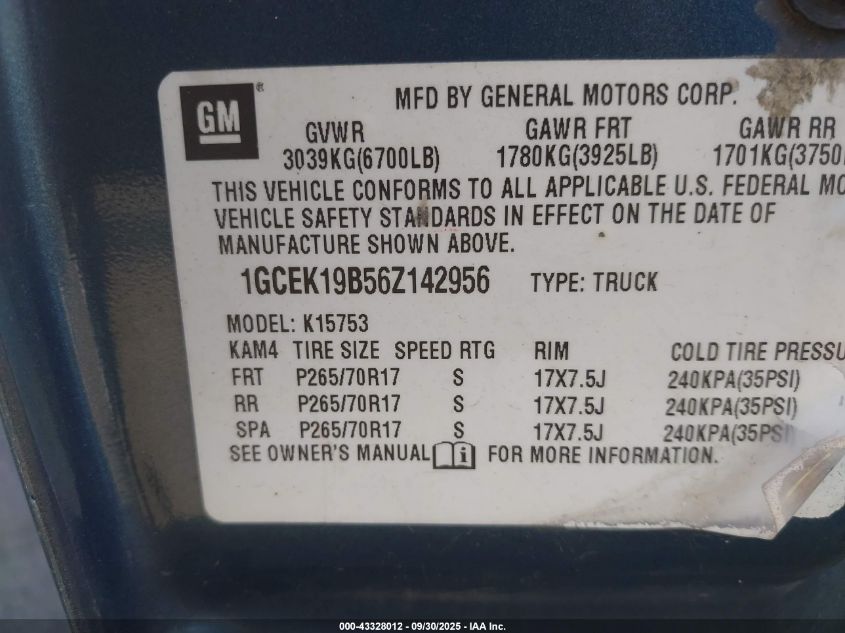 GM®
MFD BY GENERAL MOTORS CORP.
GVWR GAWR FRT GAWR RR
3039KG(6700LB) 1780KG(3925LB) 1701KG(3750
THIS VEHICLE CONFORMS TO ALL APPLICABLE U.S. FEDERAL MO
VEHICLE SAFETY STANDARDS IN EFFECT ON THE DATE OF
MANUFACTURE SHOWN ABOVE.
1GCEK19B56Z142956 TYPE: TRUCK
MODEL: K15753
KAM4 TIRE SIZE SPEED RTG RIM COLD TIRE PRESSU
FRT P265/70R17 S 17X7.5J 240KPA(35PSI)
RR P265/70R17 S 17X7.5J 240KPA(35PSI)
SPA P265/70R17 S 17X7.5J 240KPA(35PSI
SEE OWNER'S MANUAL i FOR MORE INFORMATION.
000-43328012 - 09/30/2025 - IAA Inc.